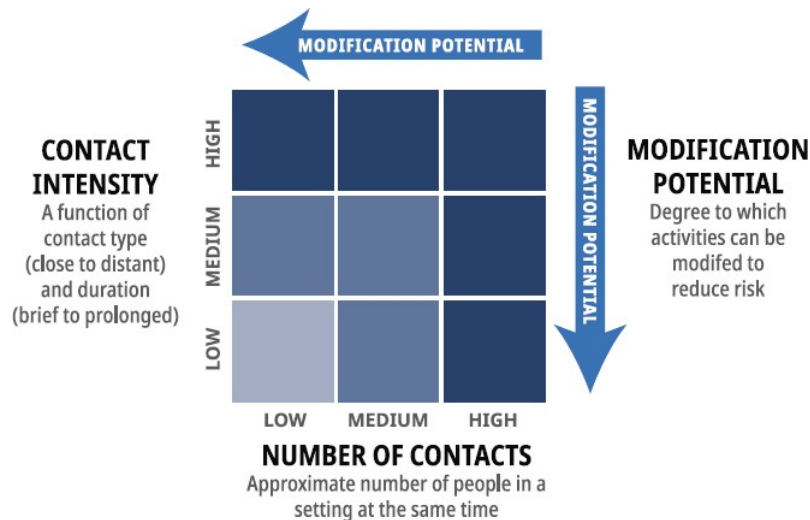 MODIFICATION POTENTIAL
CONTACT
INTENSITY
A function of
contact type
(close to distant)
and duration
(brief to prolonged)
HIGH
MEDIUM
LOW
MODIFICATION POTENTIAL
MODIFICATION
POTENTIAL
Degree to which
activities can be
modifed to
reduce risk
LOW MEDIUM HIGH
NUMBER OF CONTACTS
Approximate number of people in a
setting at the same time